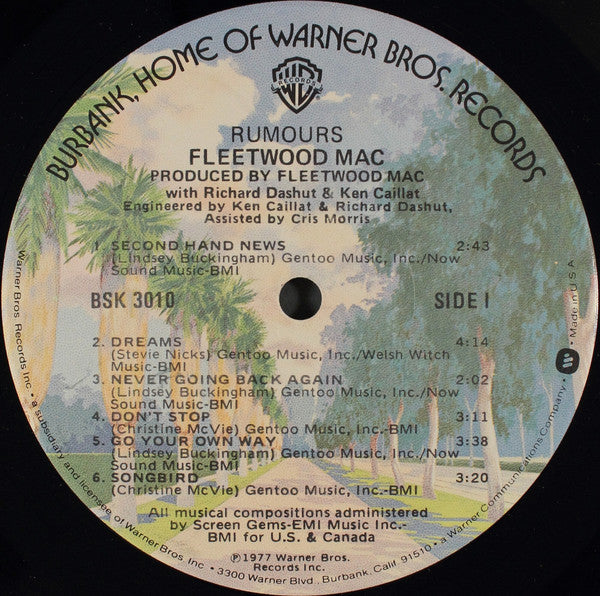 BURBANK, HOME OF WARNER BROS. RECORDS
WB
RECORDS
RUMOURS
FLEETWOOD MAC
PRODUCED BY FLEETWOOD MAC
with Richard Dashut & Ken Caillat
Engineered by Ken Caillat & Richard Dashut,
Assisted by Cris Morris
1. SECOND HAND NEWS 2:43
(Lindsey Buckingham) Gentoo Music, Inc./Now
Sound Music-BMI
BSK 3010 SIDE I
2. DREAMS 4:14
(Stevie Nicks) Gentoo Music, Inc./Welsh Witch
Music-BMI
3. NEVER GOING BACK AGAIN 2:02
(Lindsey Buckingham) Gentoo Music, Inc./Now
Sound Music-BMI
4. DON'T STOP 3:11
(Christine McVie) Gentoo Music, Inc.-BMI
5. GO YOUR OWN WAY 3:38
(Lindsey Buckingham) Gentoo Music, Inc./Now
Sound Music-BMI
6. SONGBIRD 3:20
(Christine McVie) Gentoo Music, Inc.-BMI
All musical compositions administered
by Screen Gems-EMI Music Inc.-
BMI for U.S. & Canada
℗1977 Warner Bros.
Records Inc.
Warner Bros. Records Inc. • a subsidiary and licensee of Warner Bros. Inc. • 3300 Warner Blvd., Burbank, Calif. 91510 • a Warner Communications Company • Made in U.S.A.